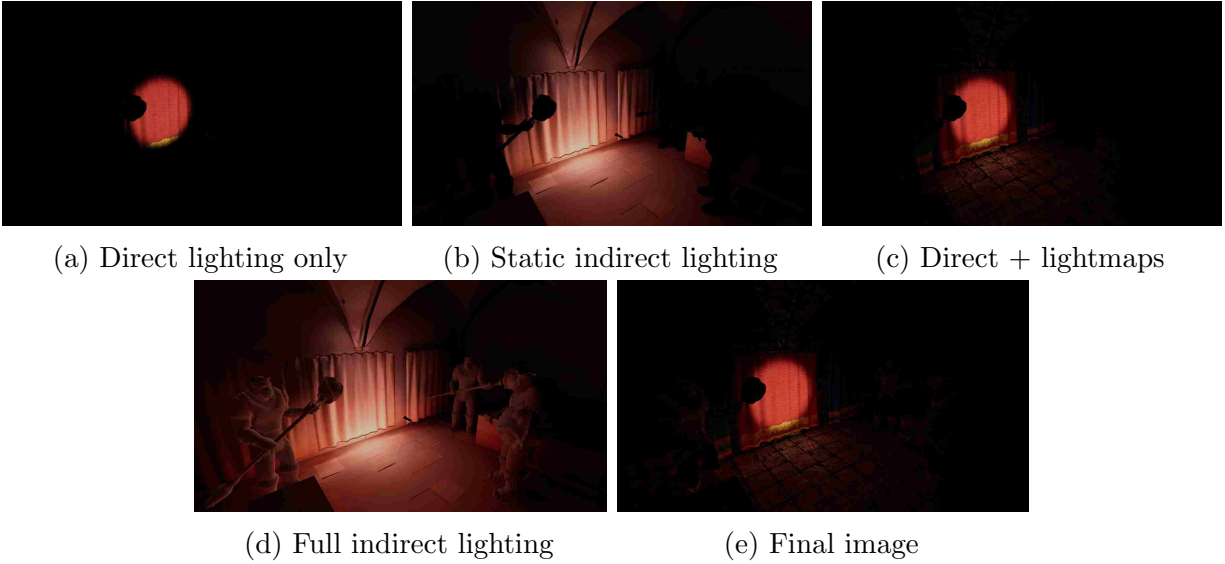 (a) Direct lighting only
(b) Static indirect lighting
(c) Direct + lightmaps
(d) Full indirect lighting
(e) Final image